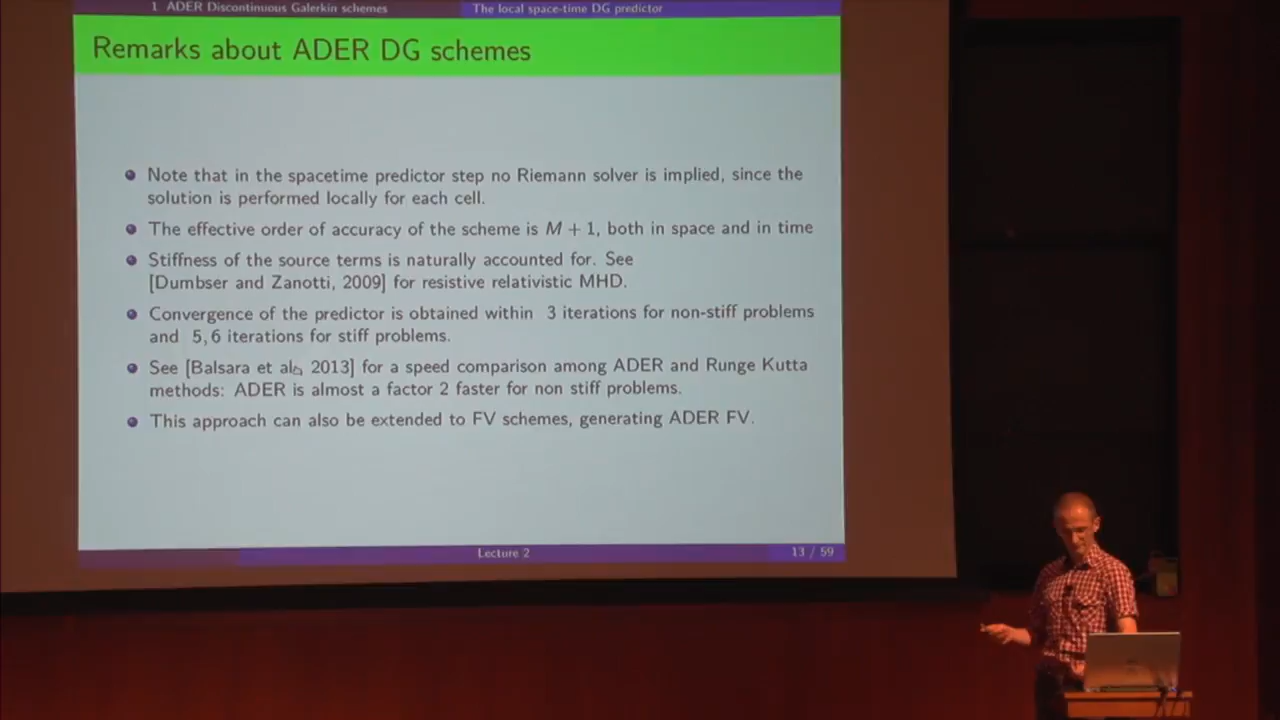 1. ADER Discontinuous Galerkin schemes
The local space-time DG predictor
Remarks about ADER DG schemes
Note that in the spacetime predictor step no Riemann solver is implied, since the
solution is performed locally for each cell.
The effective order of accuracy of the scheme is M + 1, both in space and in time
Stiffness of the source terms is naturally accounted for. See
[Dumbser and Zanotti, 2009] for resistive relativistic MHD.
Convergence of the predictor is obtained within 3 iterations for non-stiff problems
and 5, 6 iterations for stiff problems.
See [Balsara et al., 2013] for a speed comparison among ADER and Runge Kutta
methods: ADER is almost a factor 2 faster for non stiff problems.
This approach can also be extended to FV schemes, generating ADER FV.
Lecture 2
13 / 59